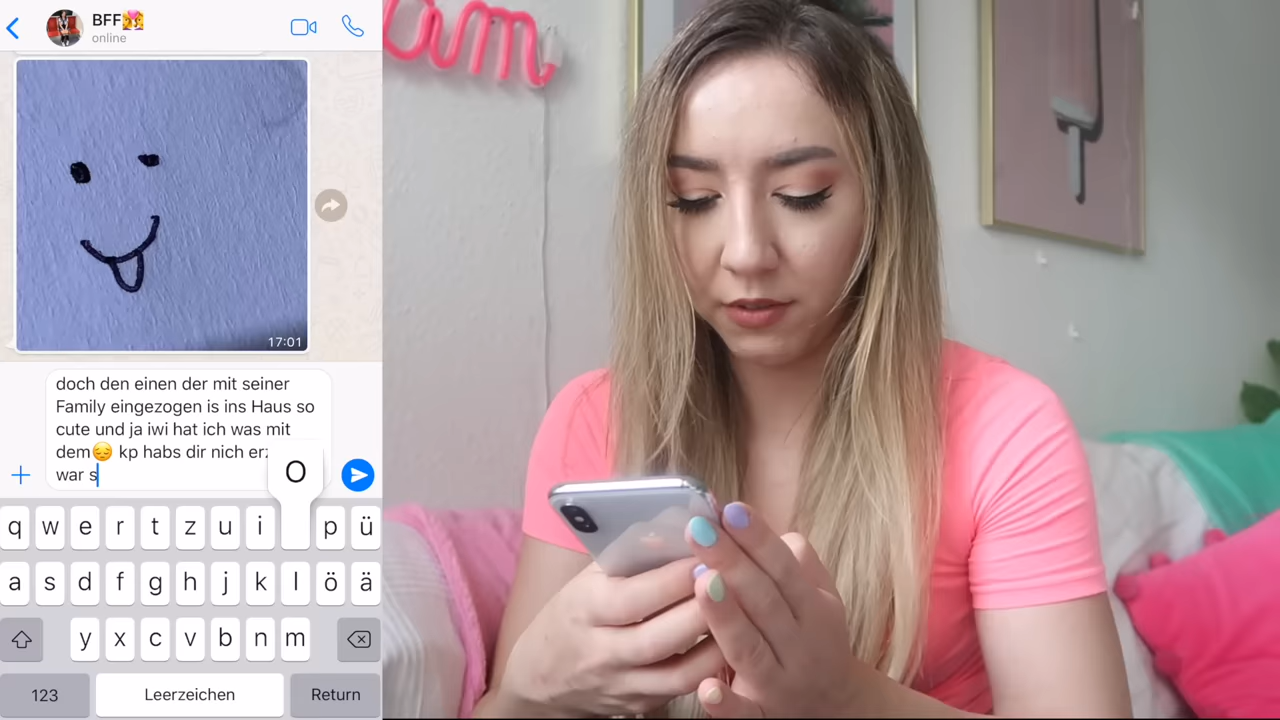 BFF
online
17:01
doch den einen der mit seiner
Family eingezogen is ins Haus so
cute und ja iwi hat ich was mit
dem😔 kp habs dir nich
war s
O
q w e r t z u i p ü
a s d f g h j k l ö ä
y x c v b n m
123 Leerzeichen Return